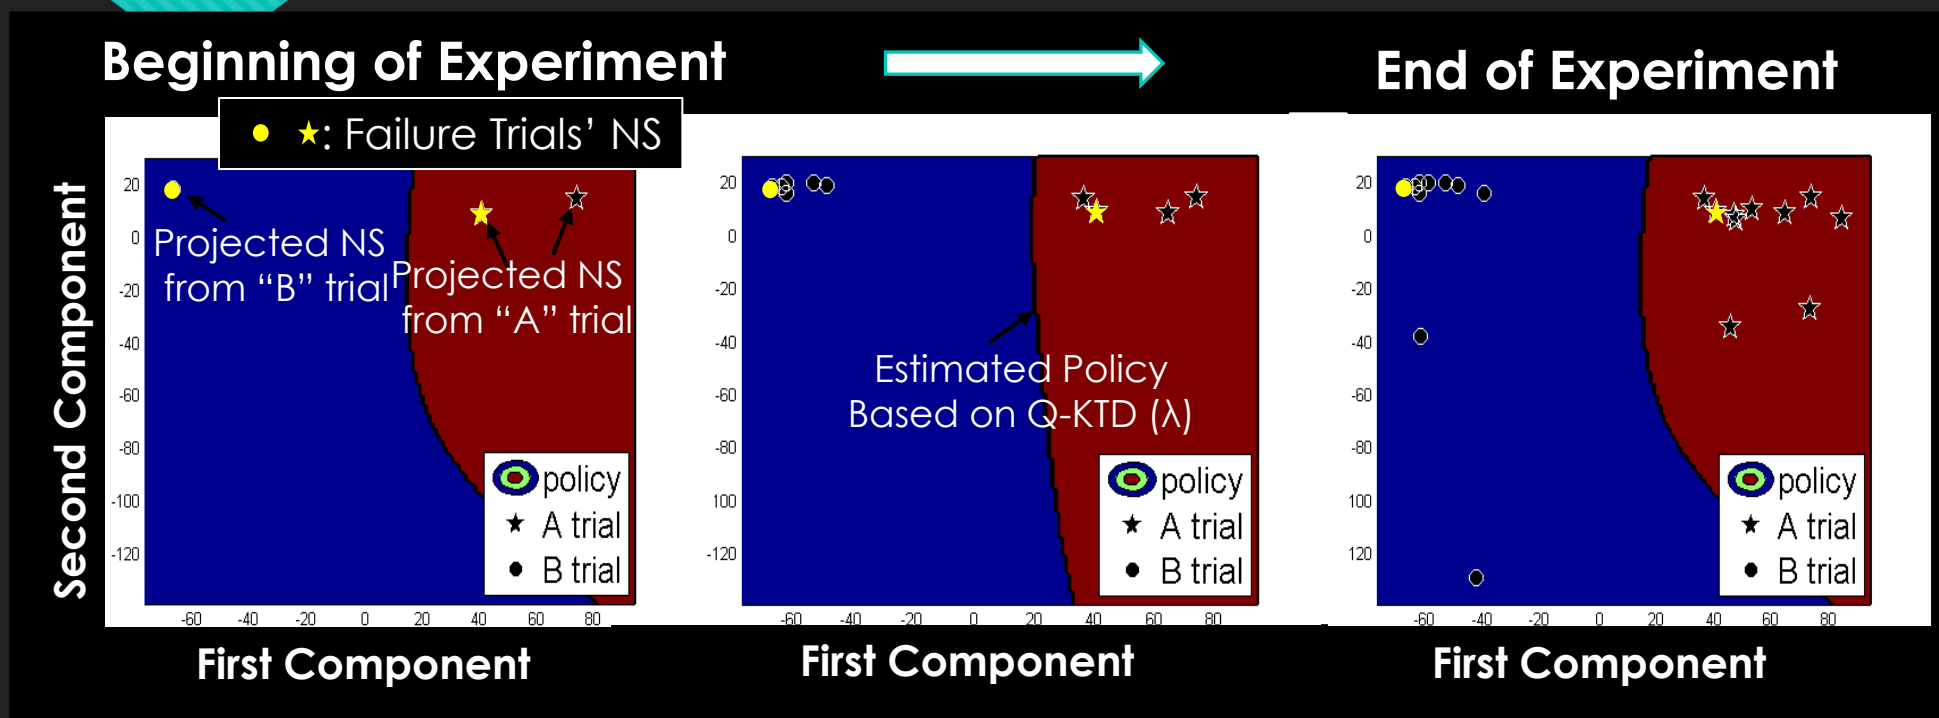 Beginning of Experiment
End of Experiment
: Failure Trials' NS
Second Component
20
0
-20
-40
-60
-80
-100
-120
-60 -40 -20 0 20 40 60 80
Projected NS
from “B” trial
Projected NS
from “A” trial
policy
A trial
B trial
First Component
20
0
-20
-40
-60
-80
100
-120
-60 -40 -20 0 20 40 60 80
Estimated Policy
Based on Q-KTD (λ)
policy
A trial
B trial
First Component
20
0
-20
-40
-60
-80
100
120
-60 -40 -20 0 20 40 60 80
policy
A trial
B trial
First Component